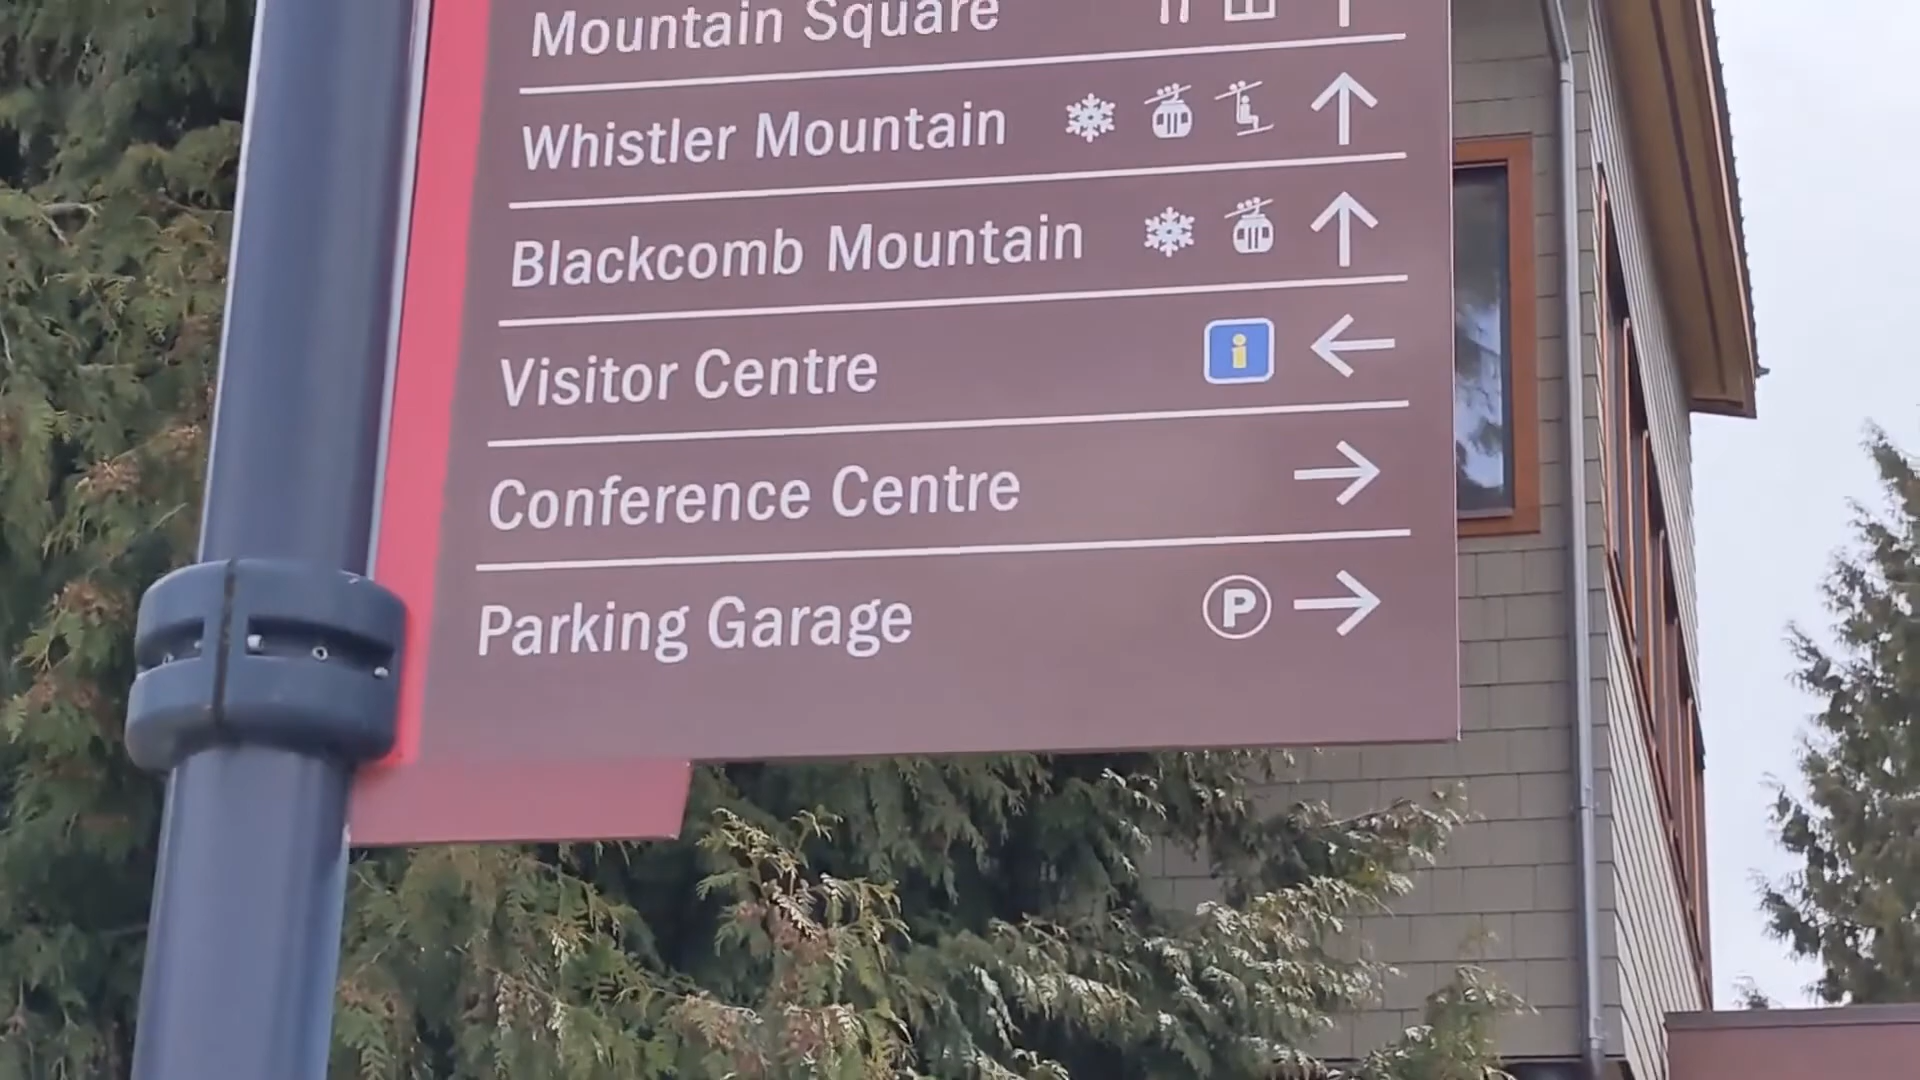 Mountain Square
Whistler Mountain
Blackcomb Mountain
Visitor Centre i
Conference Centre
Parking Garage P